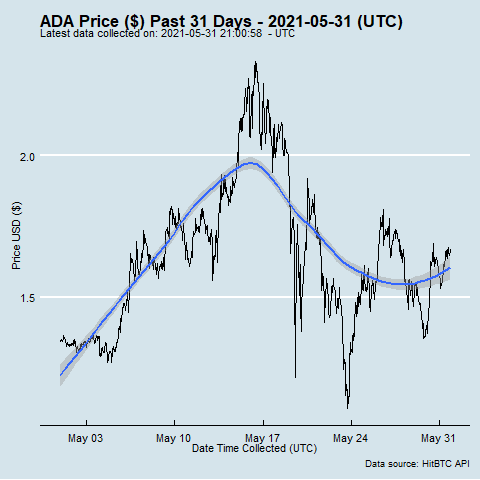 ADA Price ($) Past 31 Days - 2021-05-31 (UTC)
Latest data collected on: 2021-05-31 21:00:58 - UTC
Price USD ($)
2.0
1.5
May 03 May 10 May 17 May 24 May 31
Date Time Collected (UTC)
Data source: HitBTC API